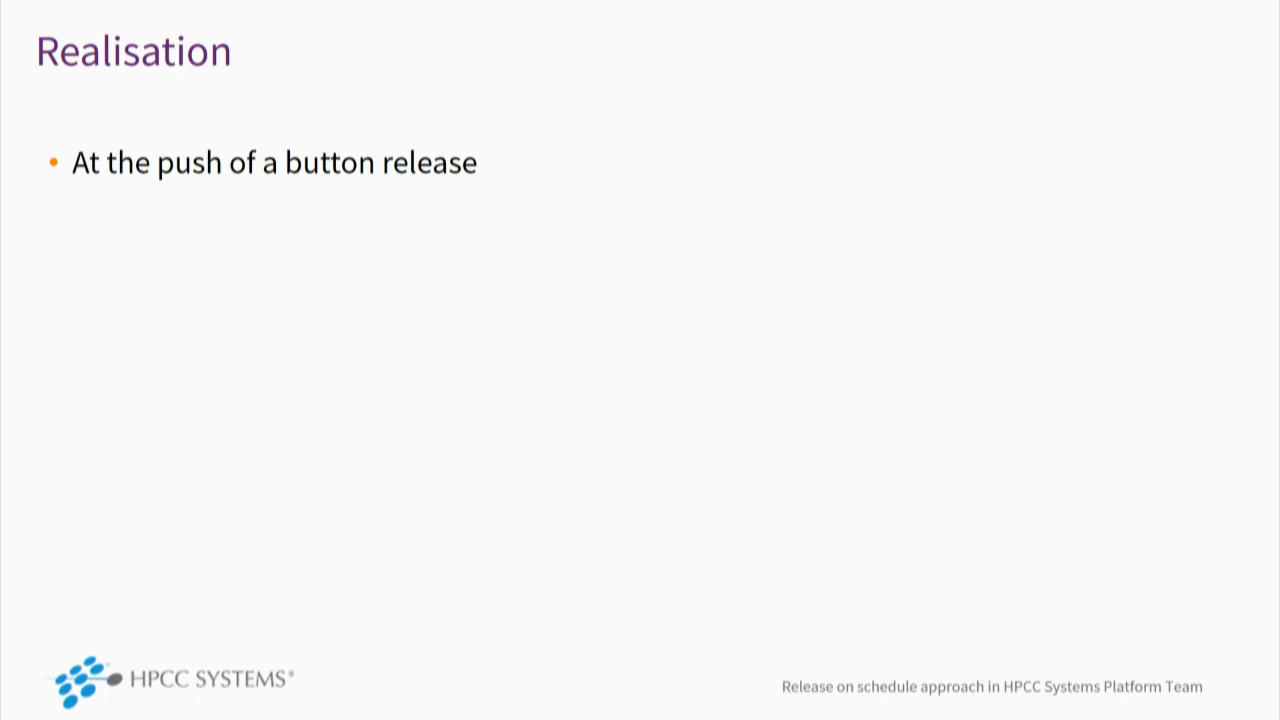 Realisation
• At the push of a button release
HPCC SYSTEMS®
Release on schedule approach in HPCC Systems Platform Team